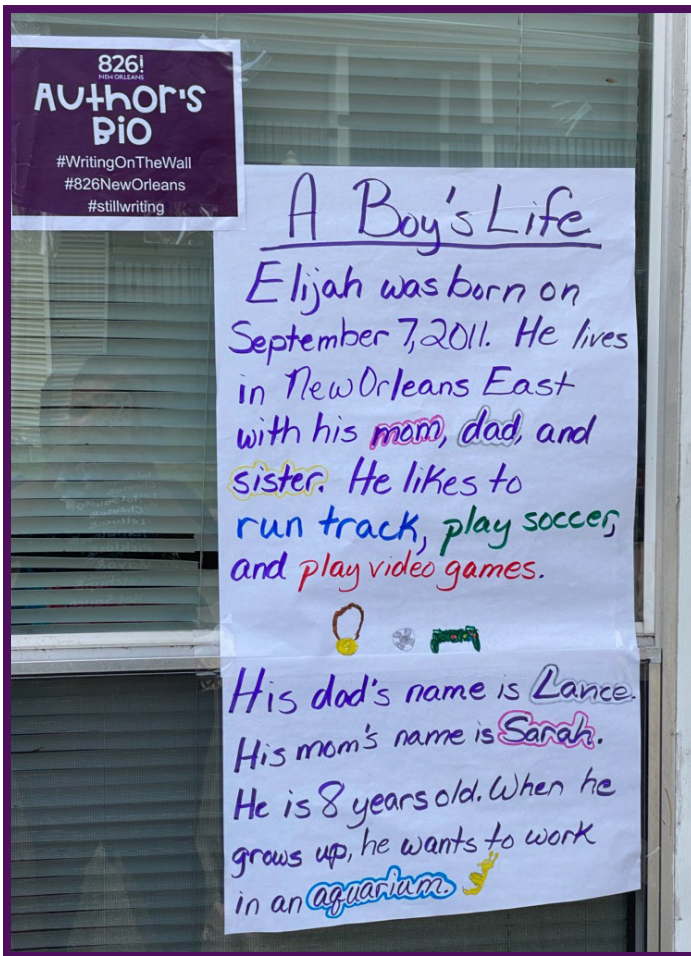 826!
NEW ORLEANS
AUTHOR'S
BIO
#WritingOnTheWall
#826NewOrleans
#stillwriting
A Boy's Life
Elijah was born on
September 7, 2011. He lives
in New Orleans East
with his mom, dad, and
sister. He likes to
run track, play soccer,
and play video games.
His dad's name is Lance.
His mom's name is Sarah.
He is 8 years old. When he
grows up, he wants to work
in an aquarium.